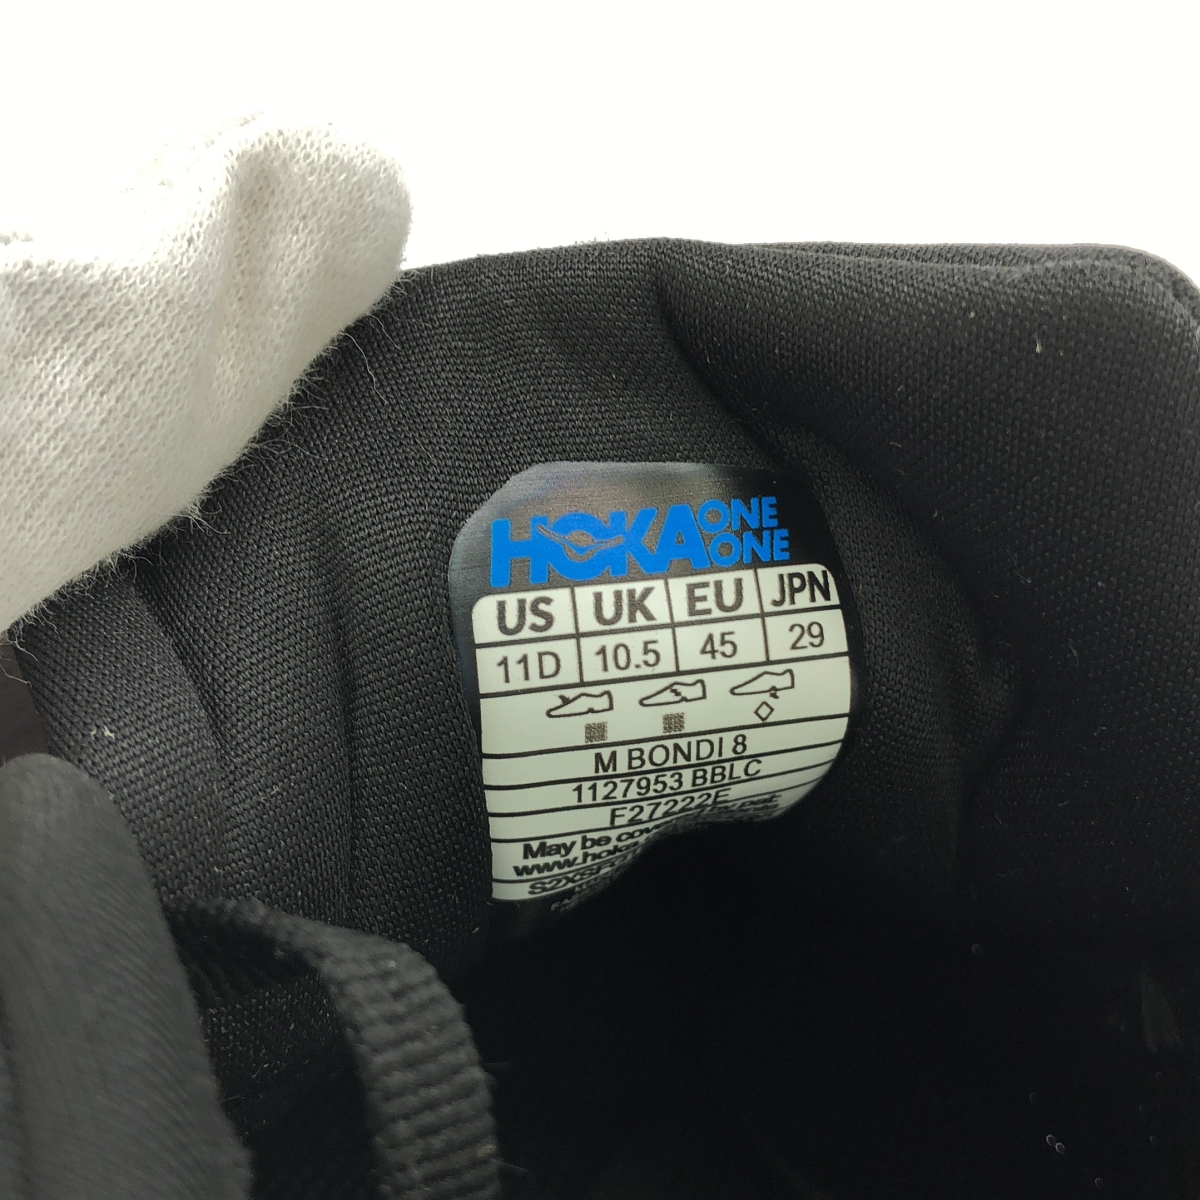 HOKA ONE ONE
US UK EU JPN
11D 10.5 45 29
M BONDI 8
1127953 BBLC
F27222E
May be
www.hoka